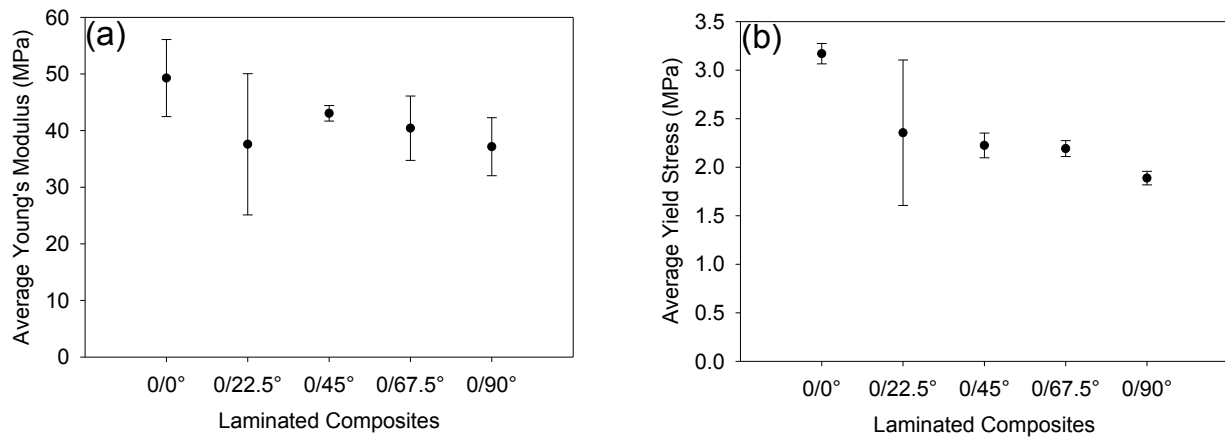 (a)
Average Young's Modulus (MPa)
60
50
40
30
20
10
0
0/0° 0/22.5° 0/45° 0/67.5° 0/90°
Laminated Composites
(b)
Average Yield Stress (MPa)
3.5
3.0
2.5
2.0
1.5
1.0
0.5
0.0
0/0° 0/22.5° 0/45° 0/67.5° 0/90°
Laminated Composites